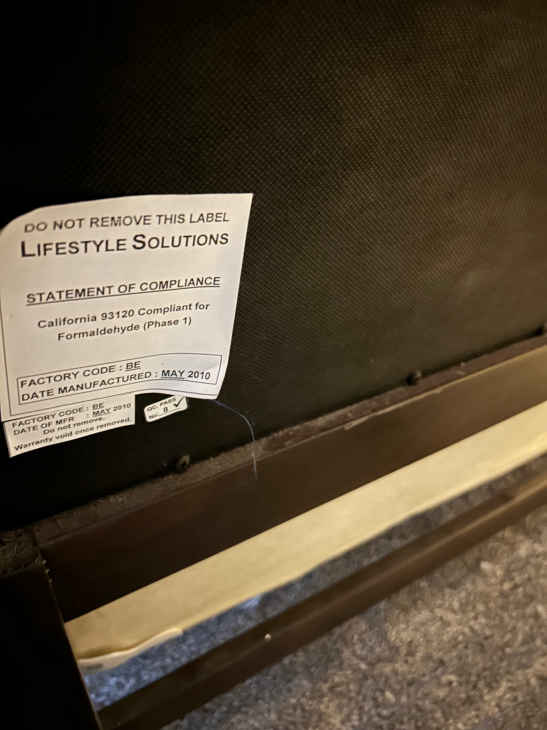 DO NOT REMOVE THIS LABEL
LIFESTYLE SOLUTIONS
STATEMENT OF COMPLIANCE
California 93120 Compliant for
Formaldehyde (Phase 1)
FACTORY CODE : BE
DATE MANUFACTURED : MAY 2010
FACTORY CODE : BE
DATE OF MFR : MAY 2010
Do not remove.
Warranty void once removed.
QC. PASS
No. 8 ✓